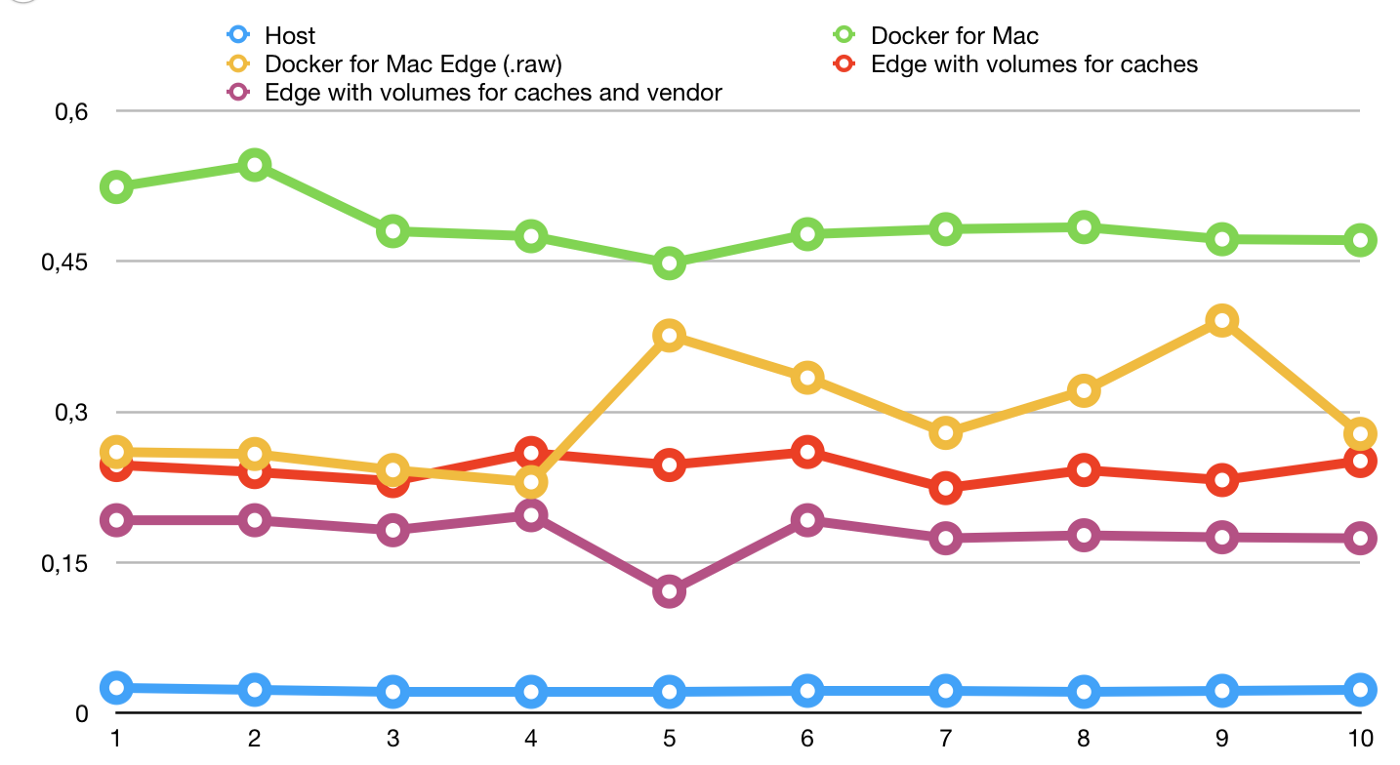 Host Docker for Mac
Docker for Mac Edge (.raw) Edge with volumes for caches
Edge with volumes for caches and vendor
0,6
0,45
0,3
0,15
0
1 2 3 4 5 6 7 8 9 10